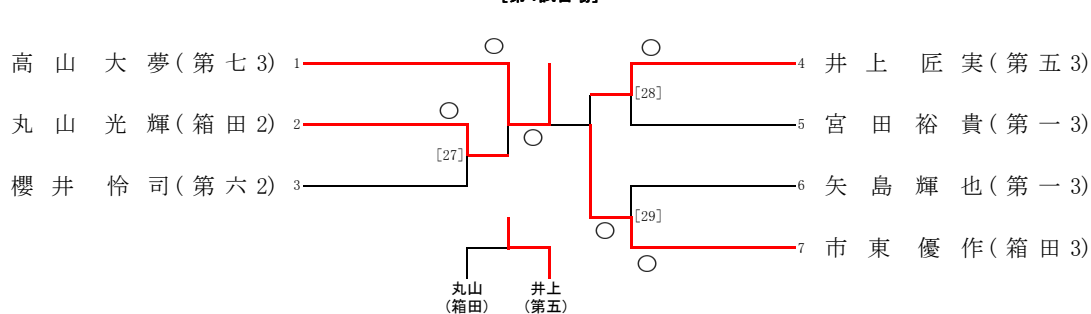 高山 大夢(第七3) 1
丸山 光輝(箱田2) 2
[27]
櫻井 怜司(第六2) 3
4 井上 匠実(第五3)
[28]
5 宮田裕貴(第一3)
6 矢島 輝也(第一3)
[29]
7 市東 優作(箱田3)
丸山 井上
(箱田) (第五)